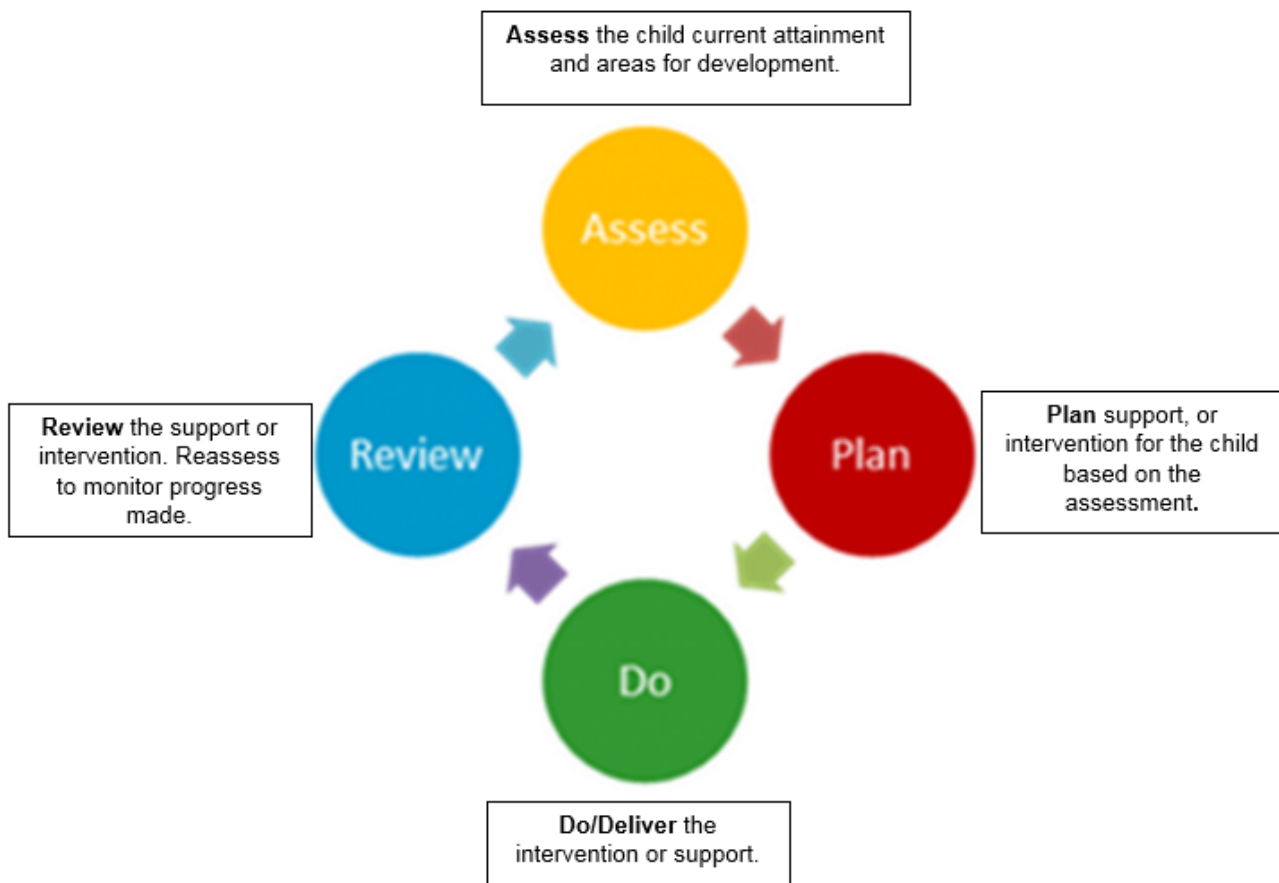 Assess the child current attainment
and areas for development.
Assess
Review the support or
intervention. Reassess
to monitor progress
made.
Review
Plan
Plan support, or
intervention for the child
based on the
assessment.
Do
Do/Deliver the
intervention or support.